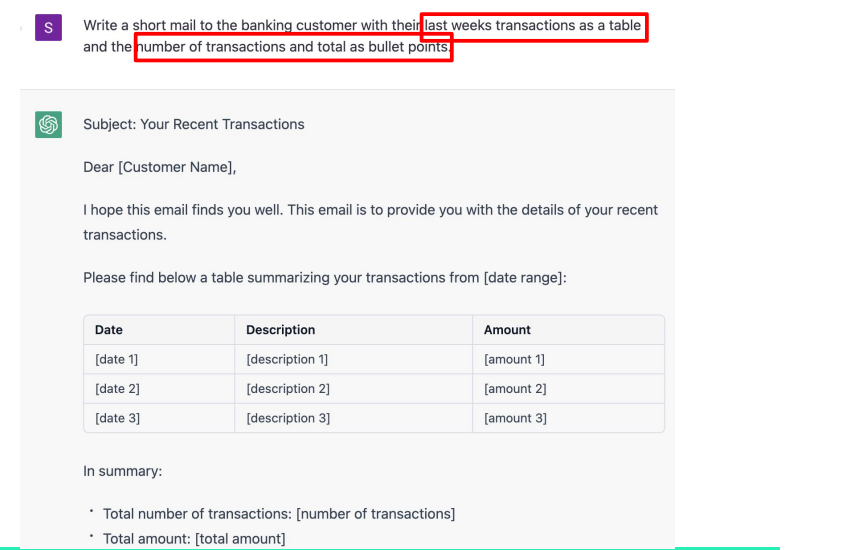 S
Write a short mail to the banking customer with their last weeks transactions as a table
and the number of transactions and total as bullet points.
Subject: Your Recent Transactions
Dear [Customer Name],
I hope this email finds you well. This email is to provide you with the details of your recent
transactions.
Please find below a table summarizing your transactions from [date range]:
Date Description Amount
[date 1] [description 1] [amount 1]
[date 2] [description 2] [amount 2]
[date 3] [description 3] [amount 3]
In summary:
• Total number of transactions: [number of transactions]
• Total amount: [total amount]